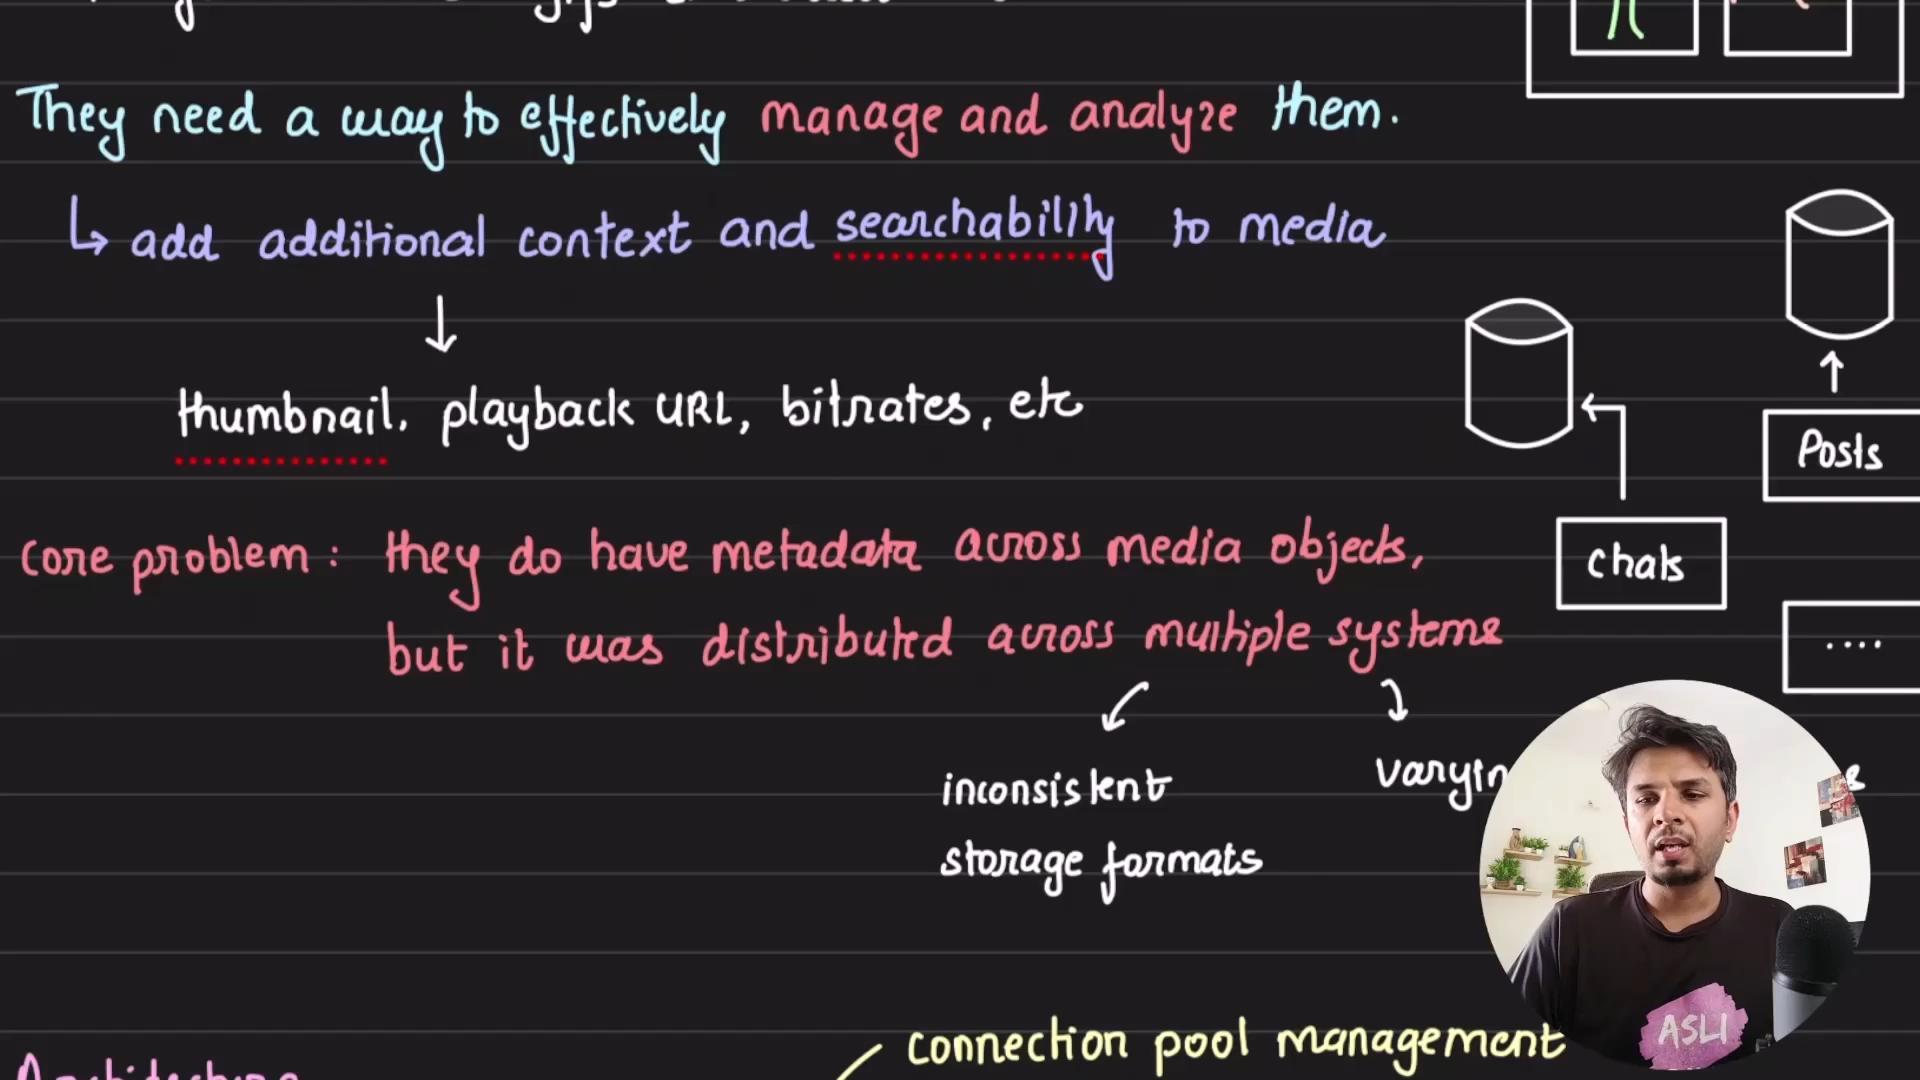 They need a way to effectively manage and analyze them.
add additional context and searchability to media
thumbnail, playback URL, bitrates, etc
Posts
core problem: they do have metadata across media objects,
chats
but it was distributed across multiple systems
....
inconsistent
storage formats
connection pool management
Architecture
ASLI